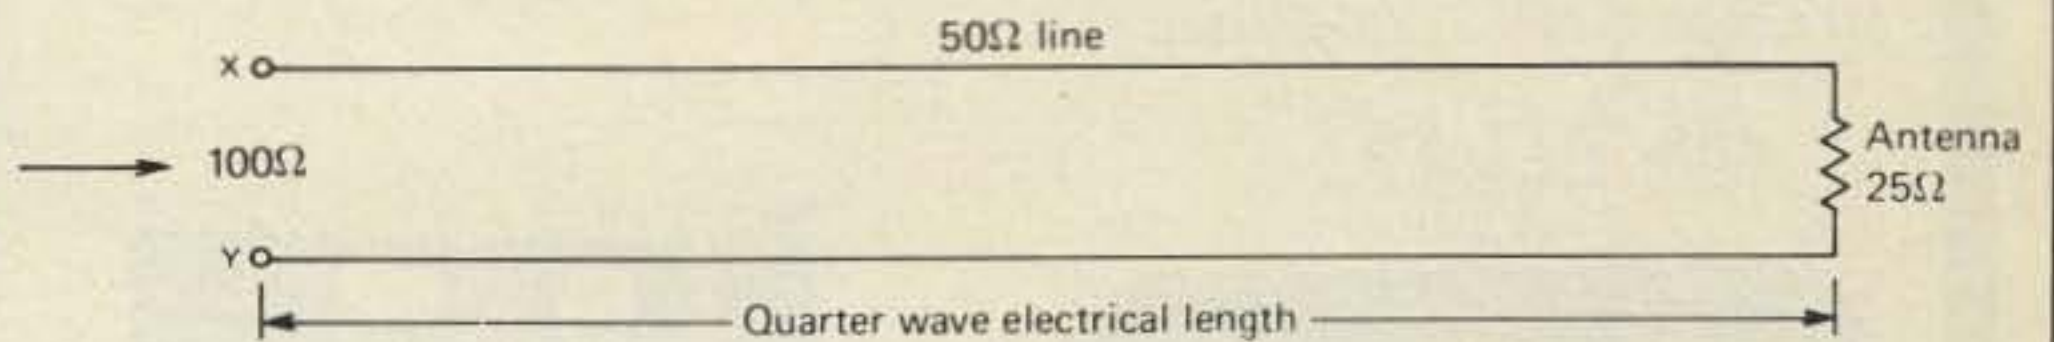 50Ω line
X
100Ω
Antenna
25Ω
Y
Quarter wave electrical length